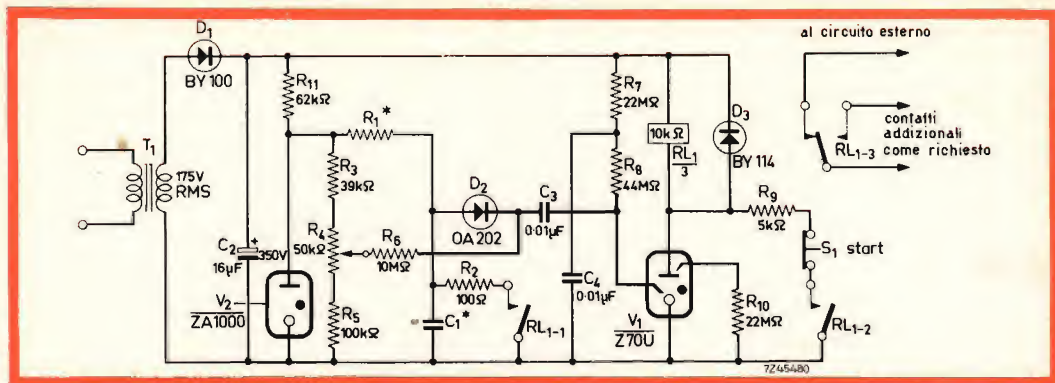 D1
BY 100
T1
175V
RMS
C2
+
350V
16µF
R11
62kΩ
V2
ZA1000
R1*
R3
39kΩ
R4
50kΩ
R5
100kΩ
R6
10MΩ
D2
OA202
R2
100Ω
C1*
RL1-1
C3
0·01µF
C4
0·01µF
R7
22MΩ
R8
44MΩ
10kΩ
RL1
3
D3
BY 114
R9
5kΩ
S1 start
V1
Z70U
R10
22MΩ
RL1-2
al circuito esterno
contatti
addizionali
come richiesto
RL1-3
7Z45480